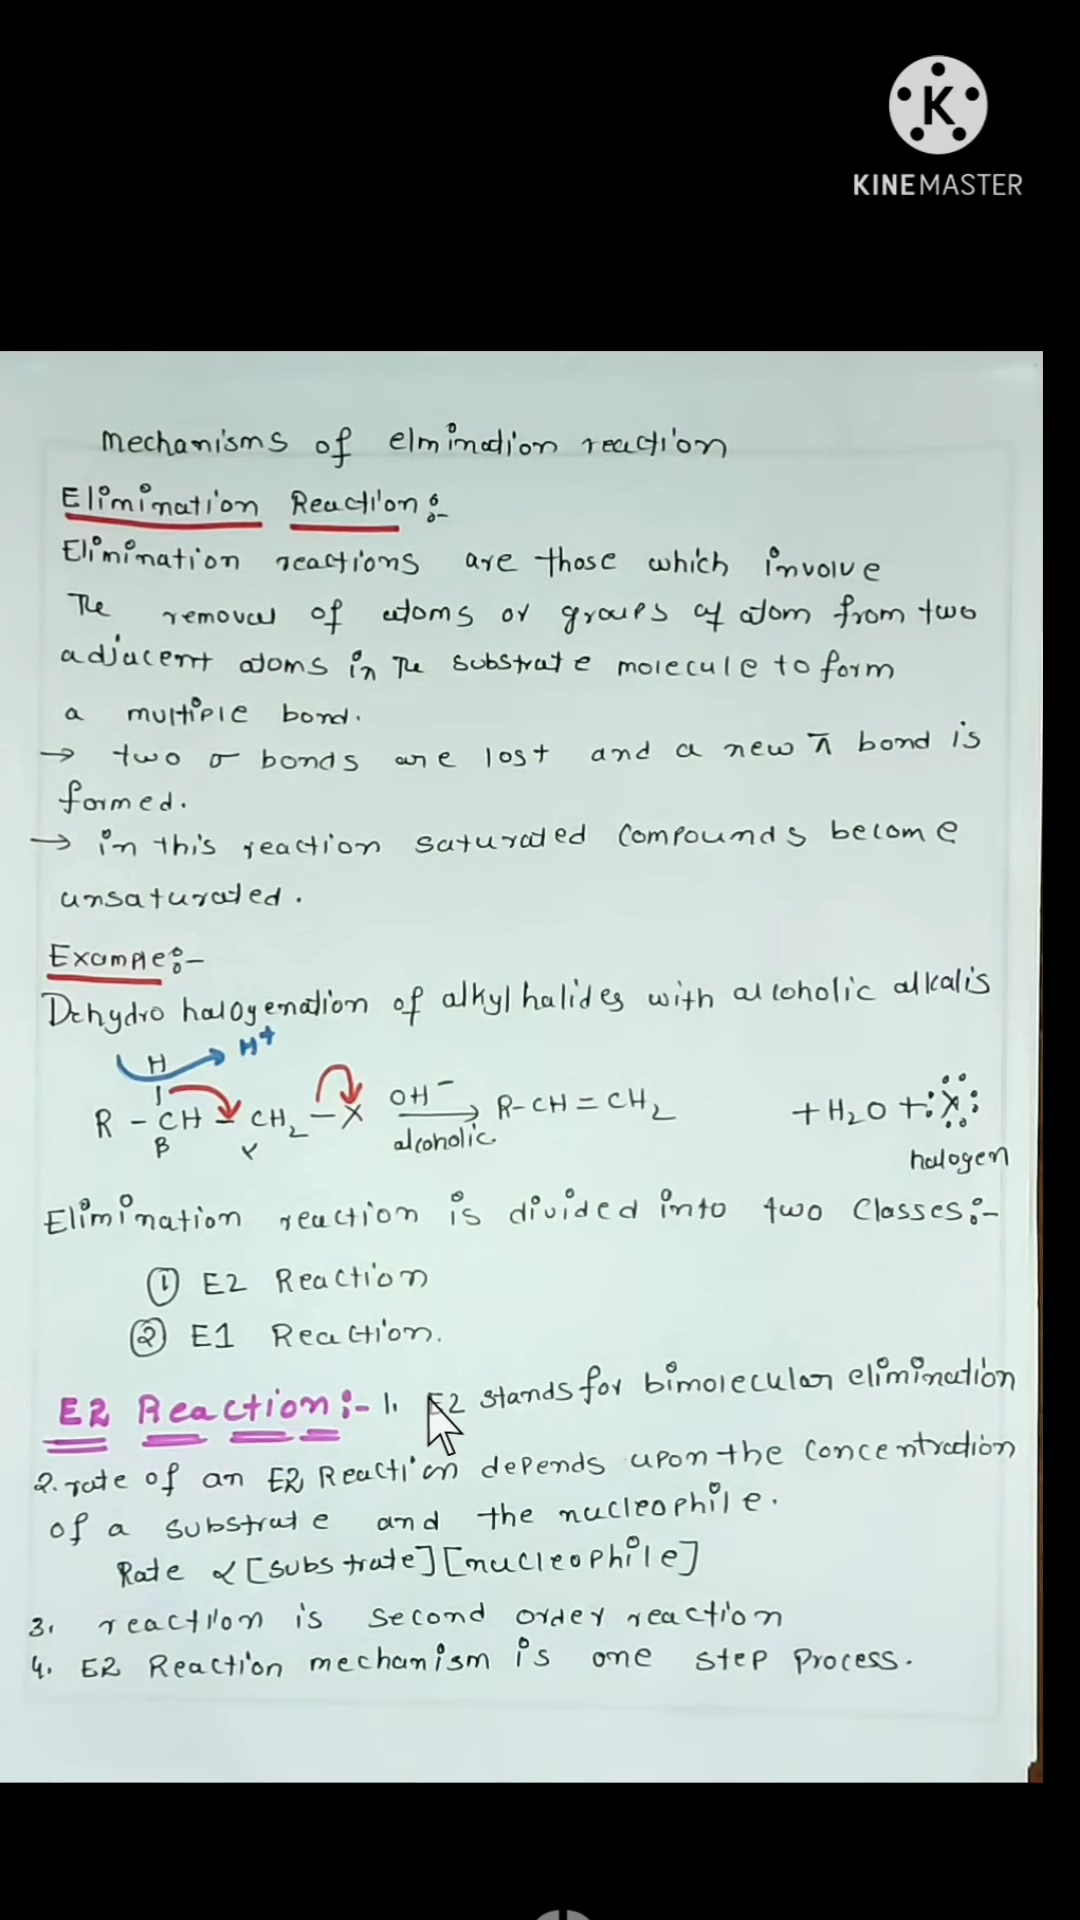 K
KINEMASTER
Mechanisms of elmination reaction
Elimination Reaction :-
Elimination reactions are those which involve
The removal of atoms or groups of atom from two
adjacent atoms in The substrate molecule to form
a multiple bond.
→ two σ bonds are lost and a new π bond is
formed.
→ in this reaction saturated compounds become
unsaturated.
Example:-
Dehydro halogenation of alkyl halides with alcoholic alkalis
H H+
R - CH - CH2 - X OH- → R-CH=CH2 + H2O + :X:
β α alcoholic. halogen
Elimination reaction is divided into two classes:-
① E2 Reaction
② E1 Reaction.
E2 Reaction:- 1. E2 stands for bimolecular elimination
2. rate of an E2 Reaction depends upon the concentration
of a substrate and the nucleophile.
Rate α [substrate][nucleophile]
3. reaction is second order reaction
4. E2 Reaction mechanism is one step process.